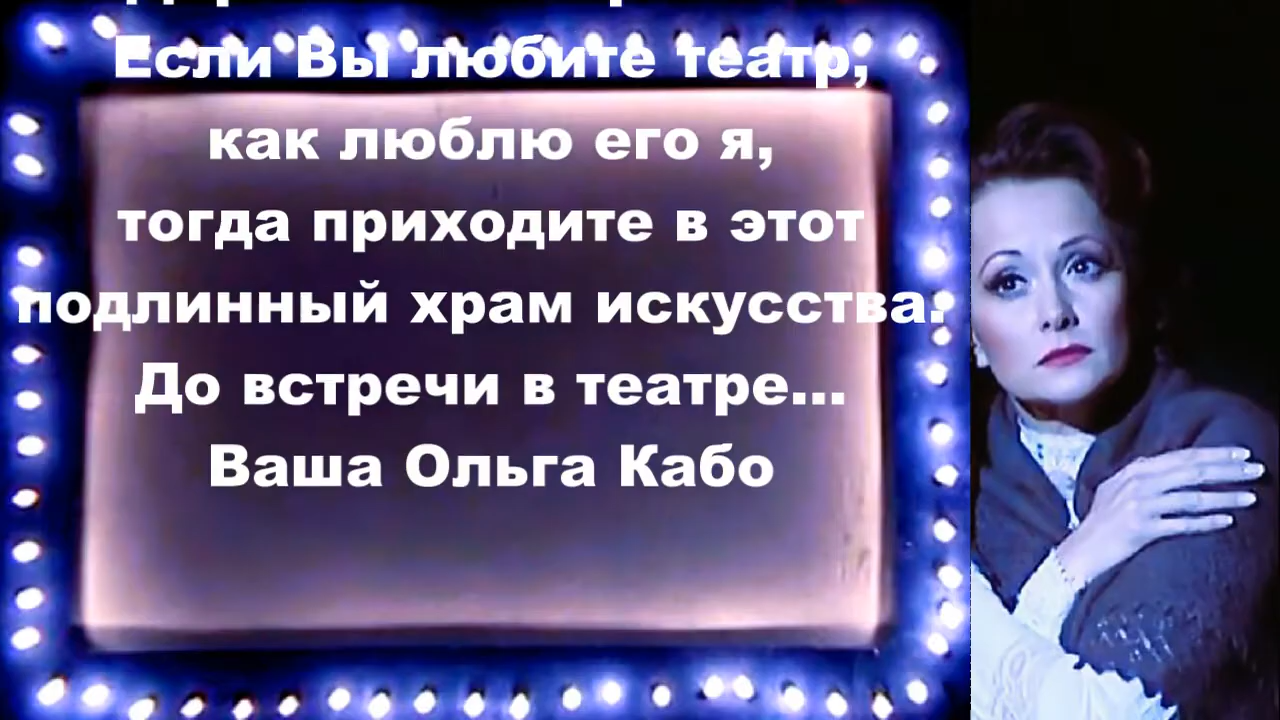 Если Вы любите театр,
как люблю его я,
тогда приходите в этот
подлинный храм искусства.
До встречи в театре...
Ваша Ольга Кабо